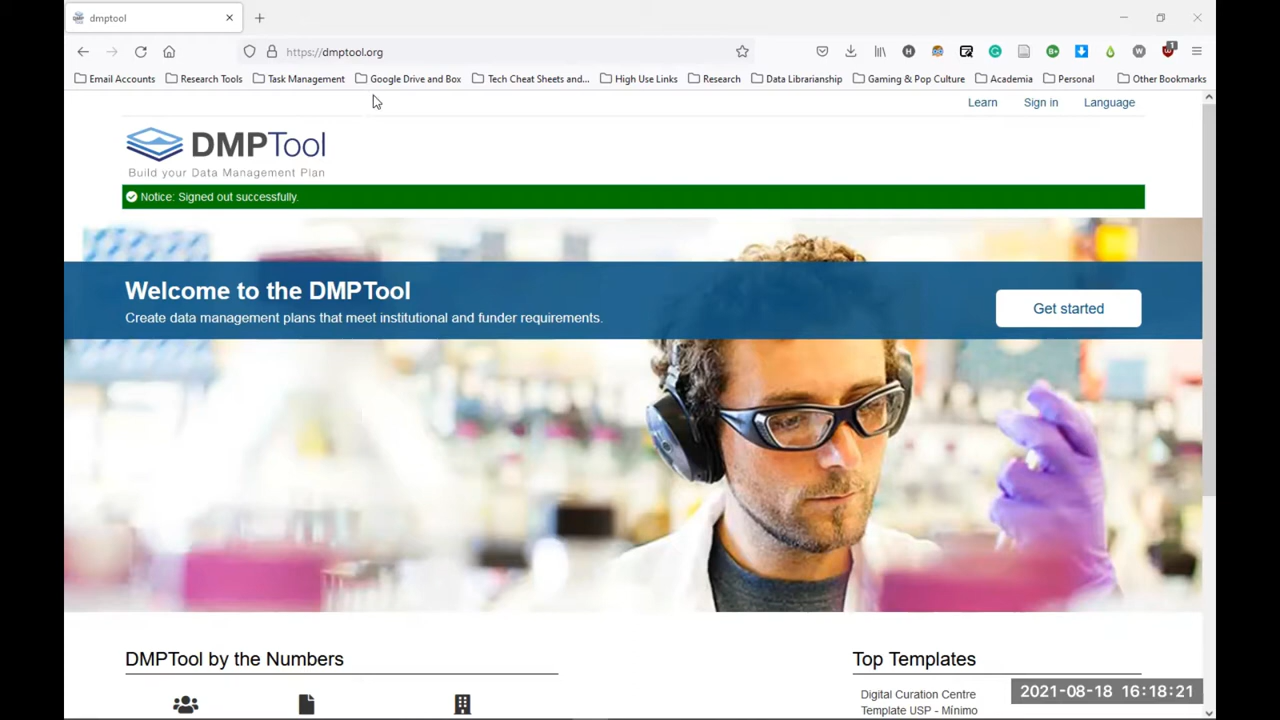 dmptool
https://dmptool.org
Email Accounts Research Tools Task Management Google Drive and Box Tech Cheat Sheets and... High Use Links Research Data Librarianship Gaming & Pop Culture Academia Personal Other Bookmarks
Learn Sign in Language
DMPTool
Build your Data Management Plan
Notice: Signed out successfully.
Welcome to the DMPTool
Create data management plans that meet institutional and funder requirements.
Get started
DMPTool by the Numbers
Top Templates
Digital Curation Centre
Template USP - Mínimo
2021-08-18 16:18:21